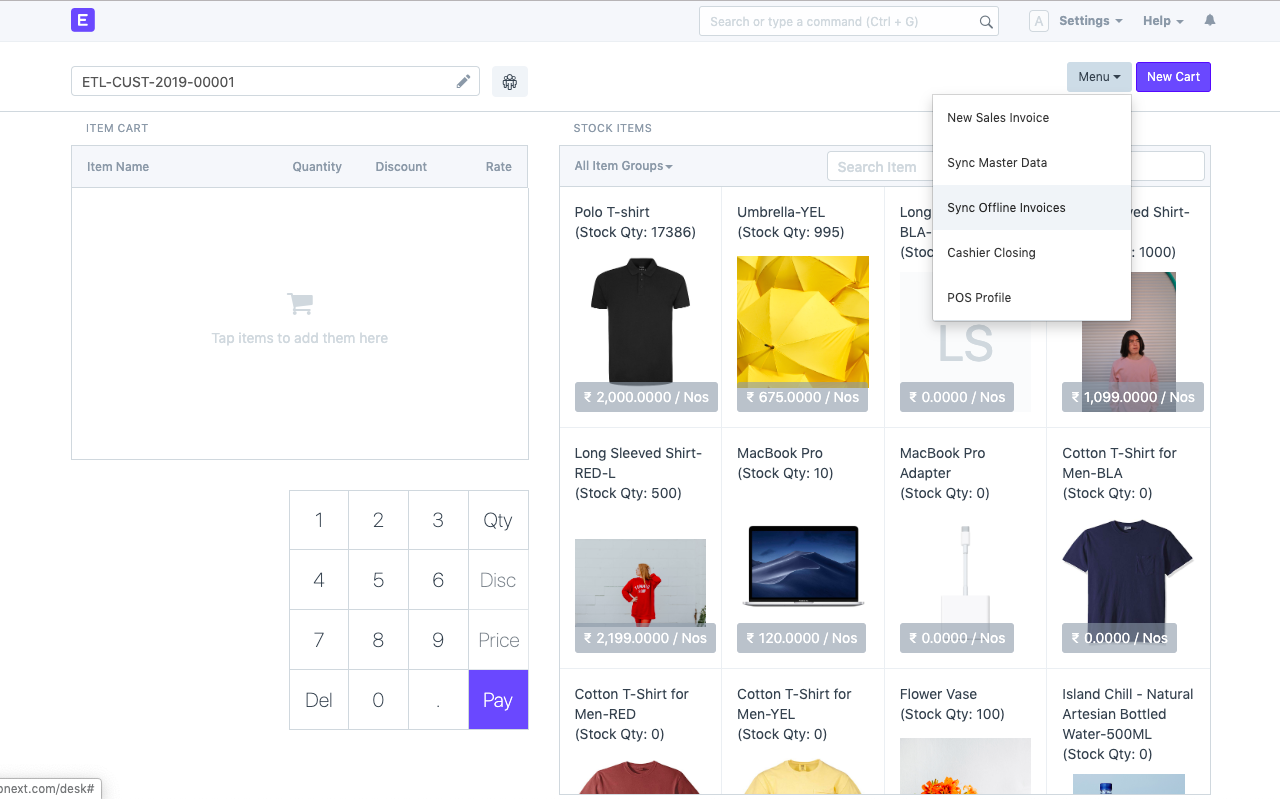 E
Search or type a command (Ctrl + G)
A
Settings
Help
ETL-CUST-2019-00001
Menu
New Cart
New Sales Invoice
Sync Master Data
Sync Offline Invoices
Cashier Closing
POS Profile
ITEM CART
Item Name Quantity Discount Rate
Tap items to add them here
1 2 3 Qty
4 5 6 Disc
7 8 9 Price
Del 0 . Pay
STOCK ITEMS
All Item Groups
Search Item
Polo T-shirt
(Stock Qty: 17386)
₹ 2,000.0000 / Nos
Umbrella-YEL
(Stock Qty: 995)
₹ 675.0000 / Nos
Long
BLA-
(Stoc
LS
₹ 0.0000 / Nos
ved Shirt-
: 1000)
₹ 1,099.0000 / Nos
Long Sleeved Shirt-
RED-L
(Stock Qty: 500)
₹ 2,199.0000 / Nos
MacBook Pro
(Stock Qty: 10)
₹ 120.0000 / Nos
MacBook Pro
Adapter
(Stock Qty: 0)
₹ 0.0000 / Nos
Cotton T-Shirt for
Men-BLA
(Stock Qty: 0)
₹ 0.0000 / Nos
Cotton T-Shirt for
Men-RED
(Stock Qty: 0)
Cotton T-Shirt for
Men-YEL
(Stock Qty: 0)
Flower Vase
(Stock Qty: 100)
Island Chill - Natural
Artesian Bottled
Water-500ML
(Stock Qty: 0)
pnext.com/desk#